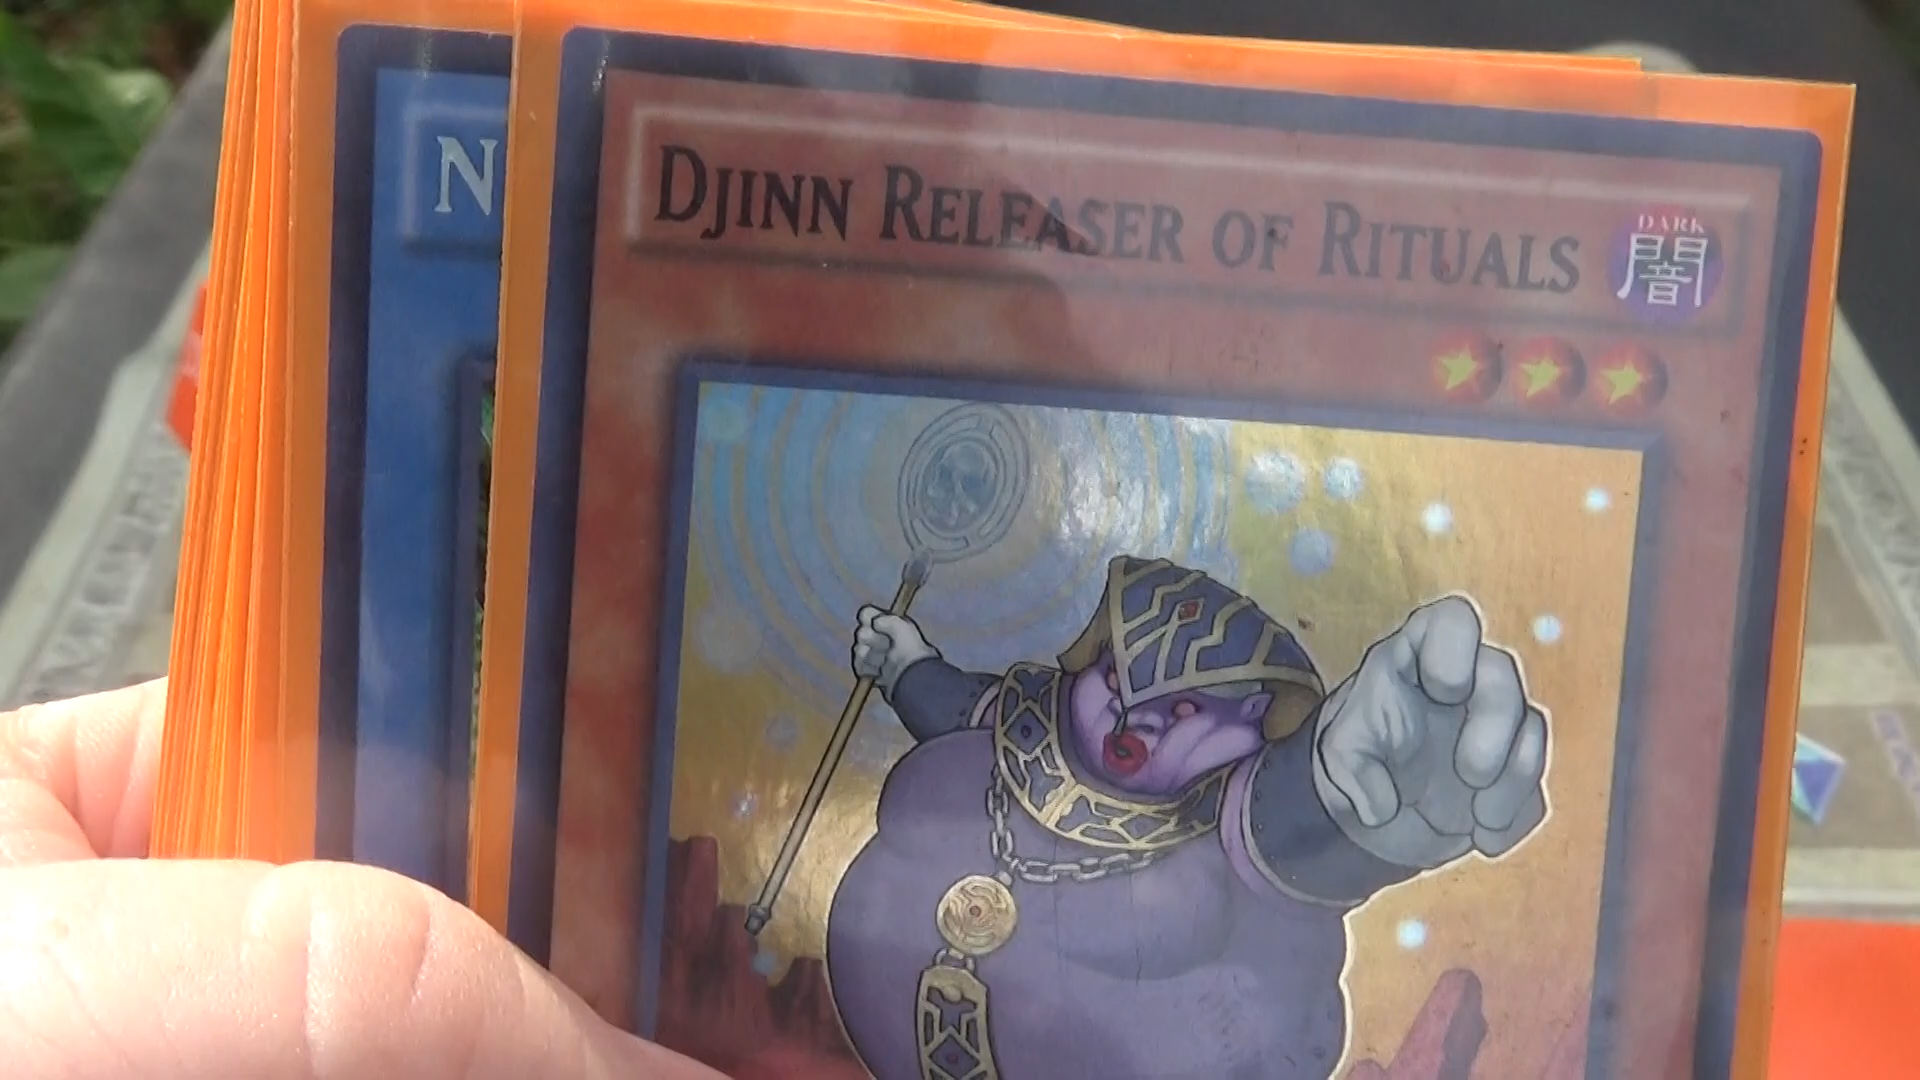 N
DJINN RELEASER OF RITUALS
DARK
闇